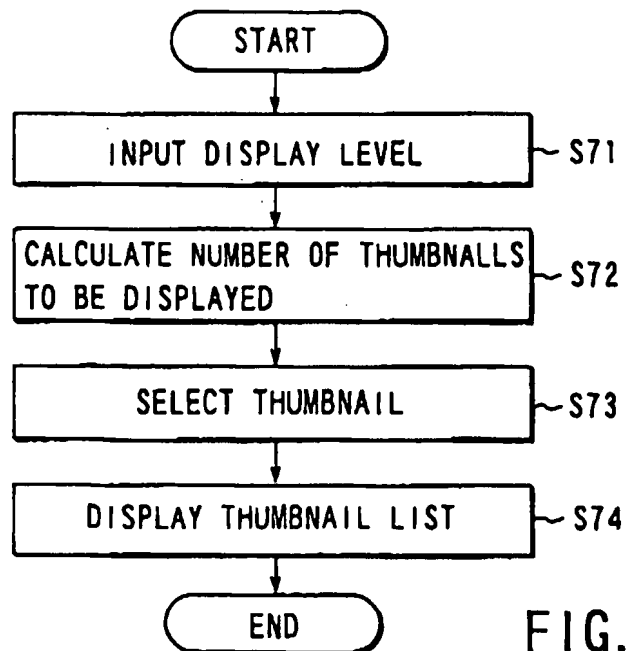 START
INPUT DISPLAY LEVEL
S71
CALCULATE NUMBER OF THUMBNALLS
TO BE DISPLAYED
S72
SELECT THUMBNAIL
S73
DISPLAY THUMBNAIL LIST
S74
END
FIG.